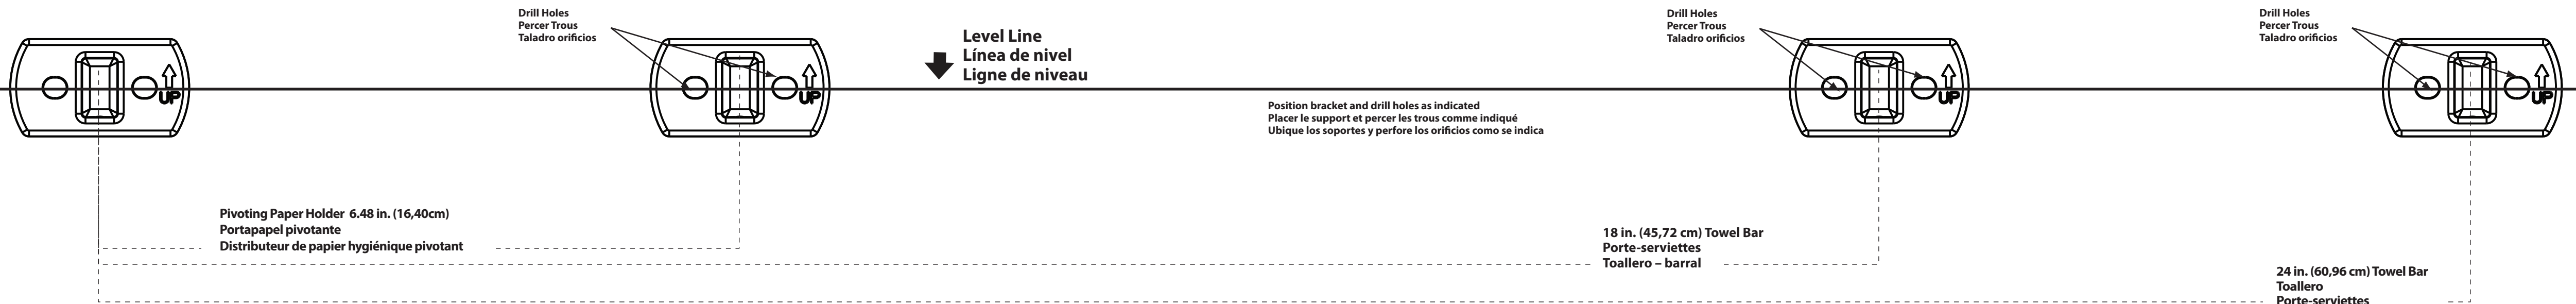 Drill Holes
Percer Trous
Taladro orificios
Level Line
Línea de nivel
Ligne de niveau
Drill Holes
Percer Trous
Taladro orificios
Drill Holes
Percer Trous
Taladro orificios
UP
UP
UP
UP
Position bracket and drill holes as indicated
Placer le support et percer les trous comme indiqué
Ubique los soportes y perfore los orificios como se indica
Pivoting Paper Holder 6.48 in. (16,40cm)
Portapapel pivotante
Distributeur de papier hygiénique pivotant
18 in. (45,72 cm) Towel Bar
Porte-serviettes
Toallero – barral
24 in. (60,96 cm) Towel Bar
Toallero
Porte-serviettes